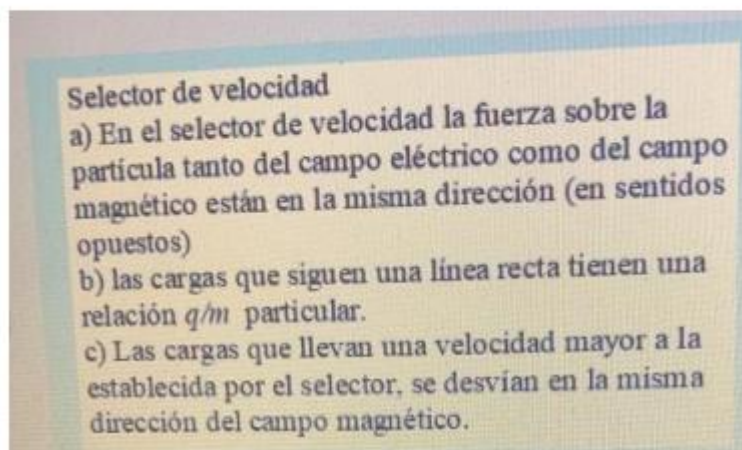 Selector de velocidad
a) En el selector de velocidad la fuerza sobre la
partícula tanto del campo eléctrico como del campo
magnético están en la misma dirección (en sentidos
opuestos)
b) las cargas que siguen una línea recta tienen una
relación q/m particular.
c) Las cargas que llevan una velocidad mayor a la
establecida por el selector, se desvían en la misma
dirección del campo magnético.